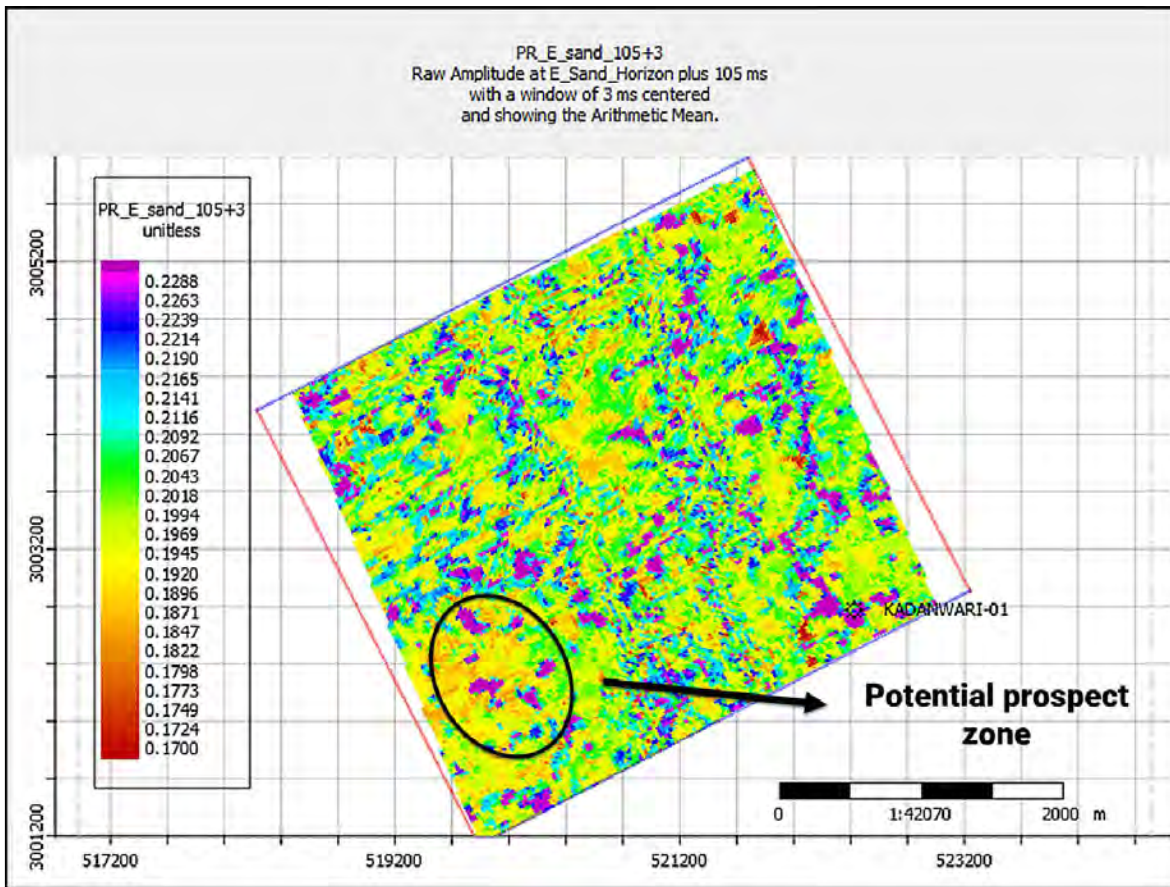 PR_E_sand_105+3
Raw Amplitude at E_Sand_Horizon plus 105 ms
with a window of 3 ms centered
and showing the Arithmetic Mean.
PR_E_sand_105+3
unitless
0.2288
0.2263
0.2239
0.2214
0.2190
0.2165
0.2141
0.2116
0.2092
0.2067
0.2043
0.2018
0.1994
0.1969
0.1945
0.1920
0.1896
0.1871
0.1847
0.1822
0.1798
0.1773
0.1749
0.1724
0.1700
3005200
3003200
3001200
KADANWARI-01
Potential prospect
zone
0 1:42070 2000 m
517200 519200 521200 523200